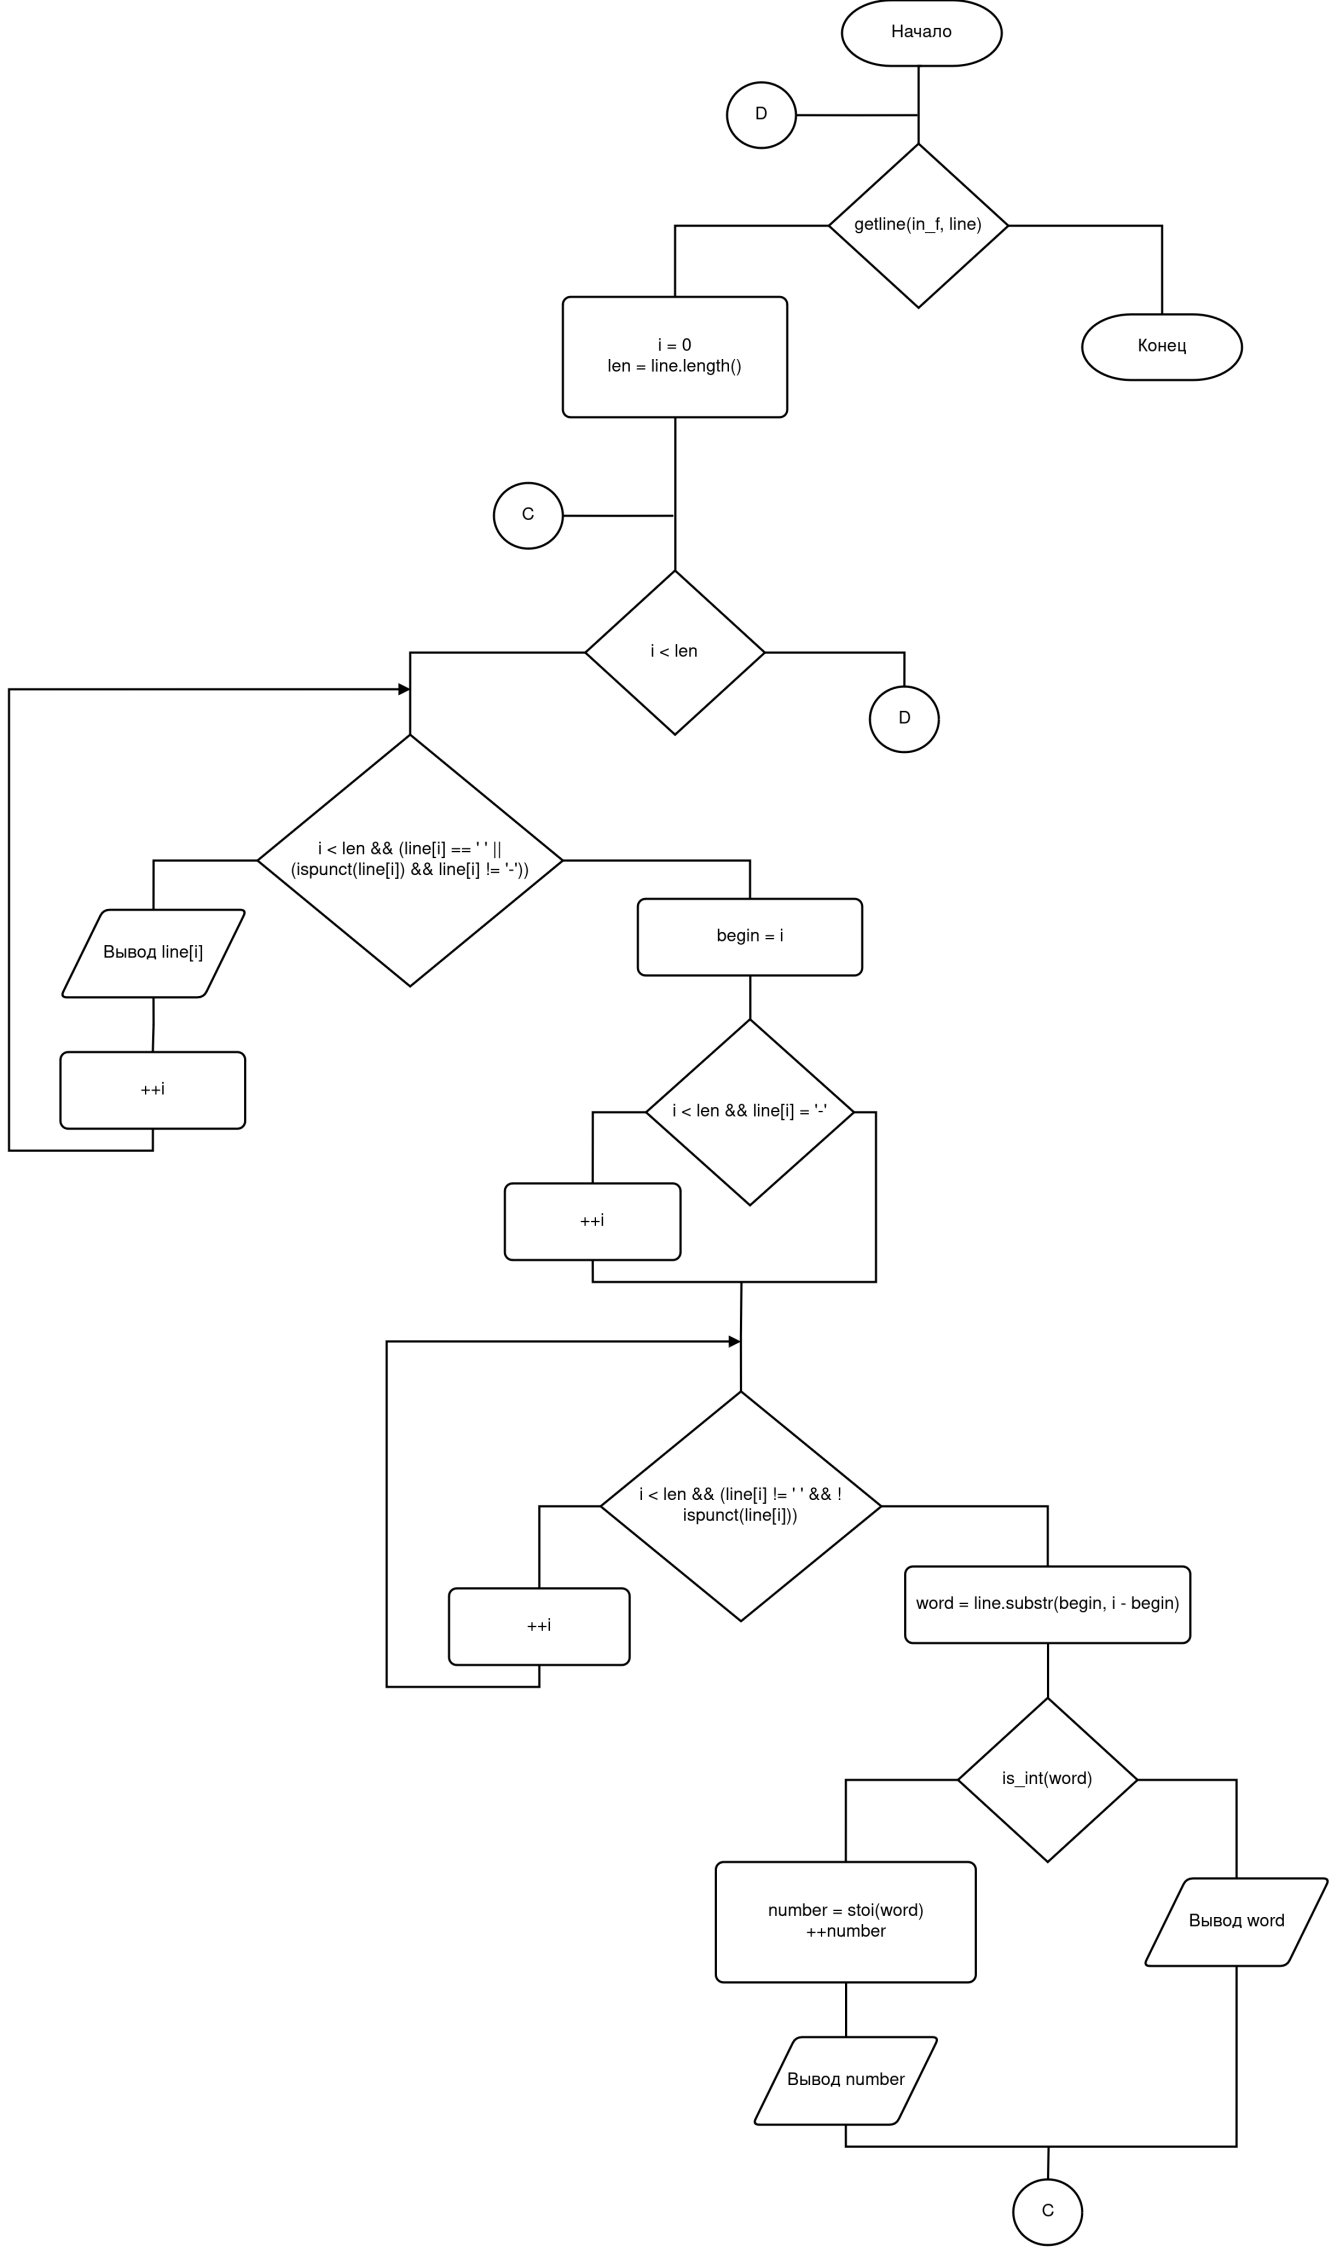 Начало
D
getline(in_f, line)
i = 0
len = line.length()
Конец
C
i < len
D
i < len && (line[i] == ' ' ||
(ispunct(line[i]) && line[i] != '-'))
Вывод line[i]
begin = i
++i
i < len && line[i] = '-'
++i
i < len && (line[i] != ' ' && !
ispunct(line[i]))
word = line.substr(begin, i - begin)
++i
is_int(word)
number = stoi(word)
++number
Вывод word
Вывод number
C